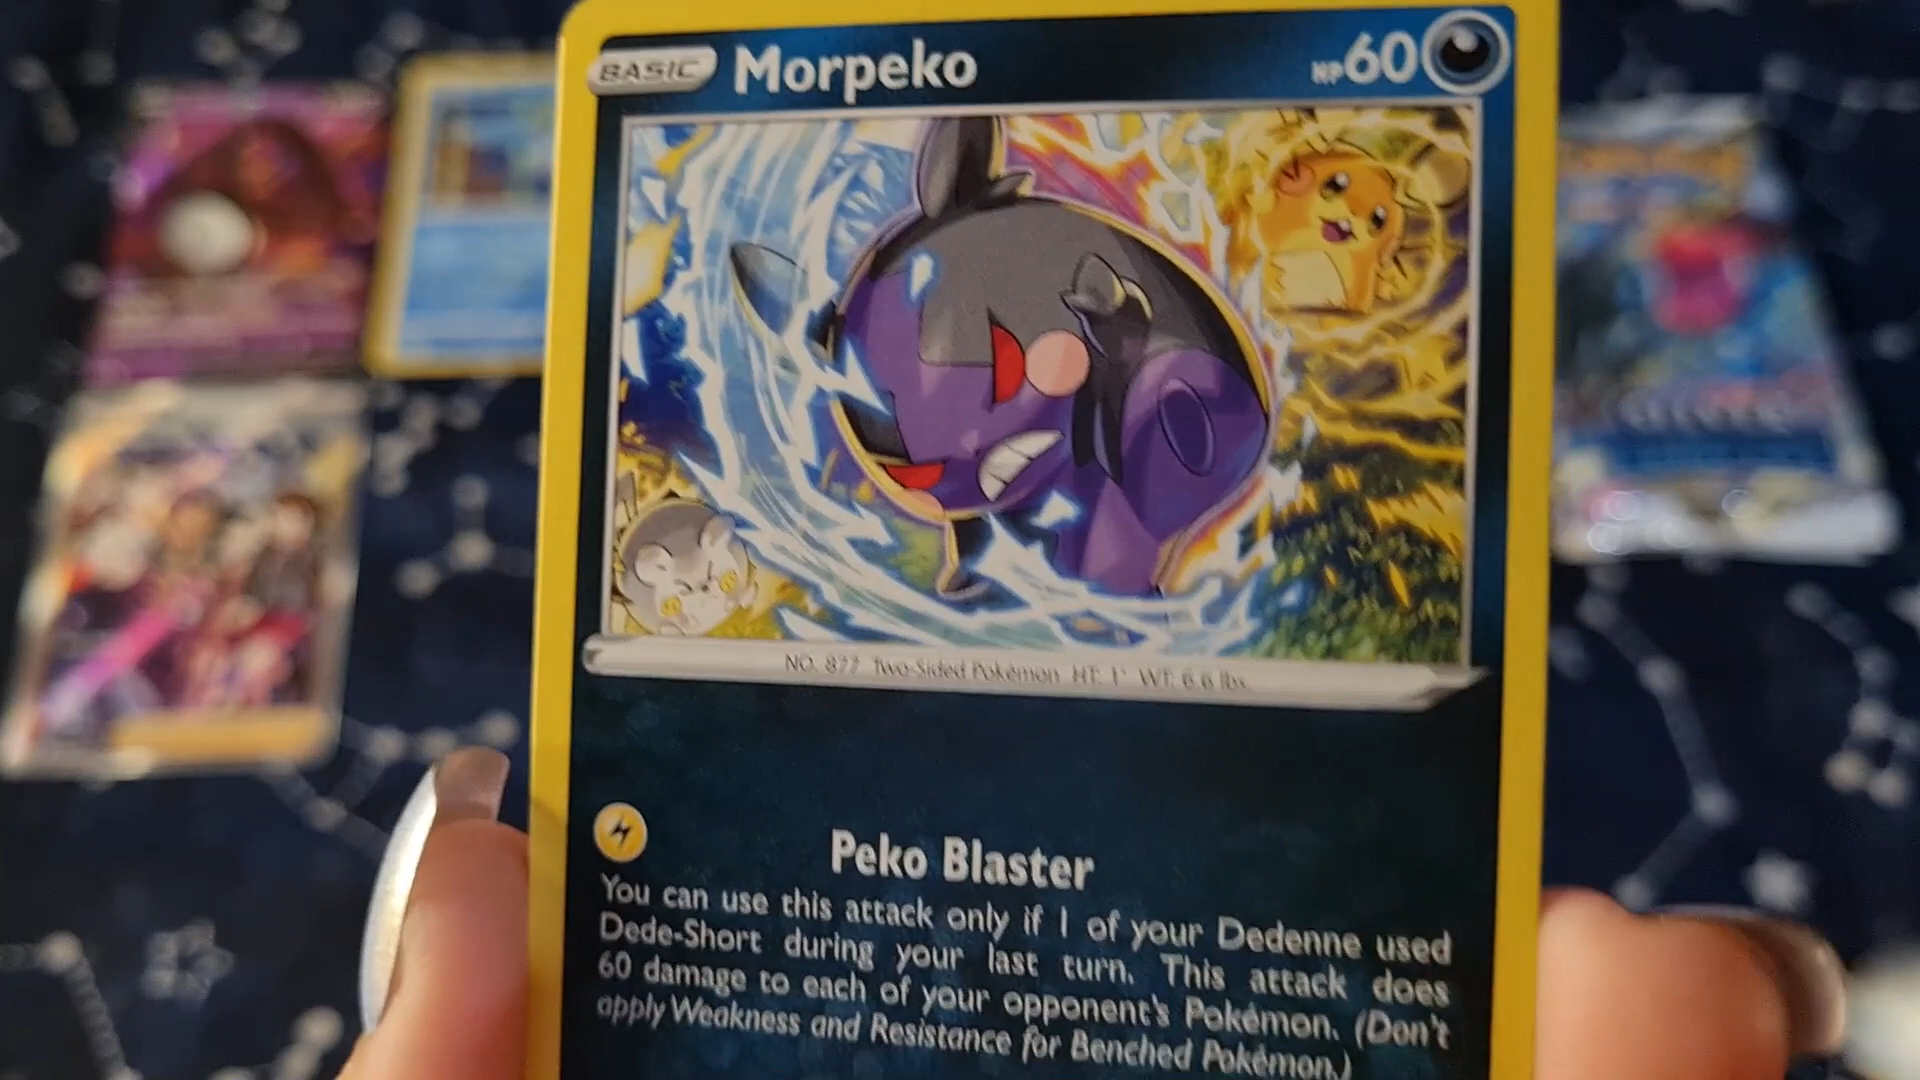 BASIC Morpeko HP60
NO. 877 Two-Sided Pokémon HT: 1' WT: 6.6 lbs.
Peko Blaster
You can use this attack only if 1 of your Dedenne used
Dede-Short during your last turn. This attack does
60 damage to each of your opponent's Pokémon. (Don't
apply Weakness and Resistance for Benched Pokémon.)